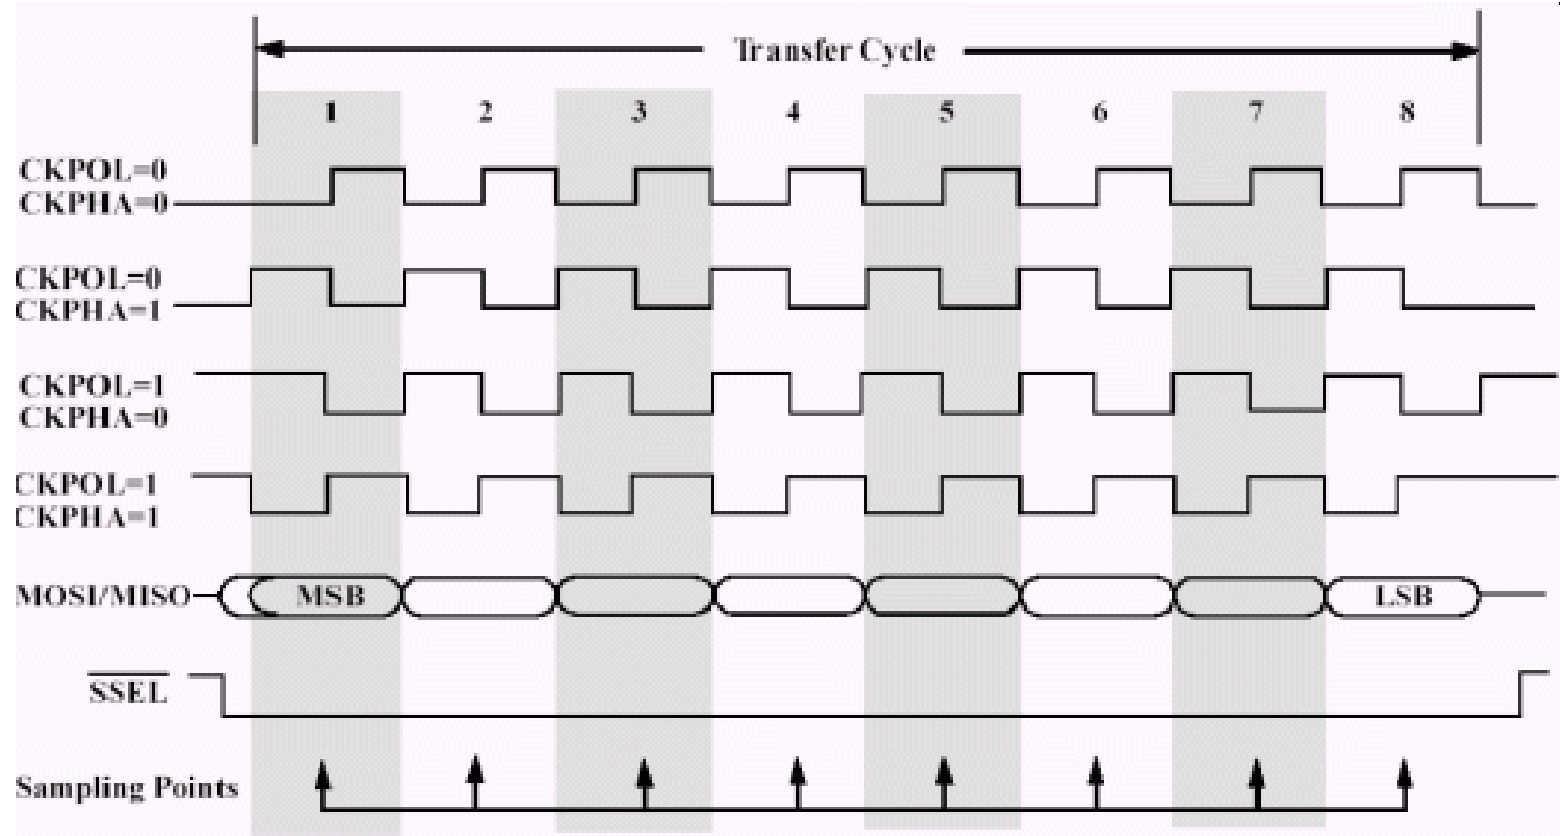 Transfer Cycle
1 2 3 4 5 6 7 8
CKPOL=0
CKPHA=0
CKPOL=0
CKPHA=1
CKPOL=1
CKPHA=0
CKPOL=1
CKPHA=1
MOSI/MISO MSB LSB
SSEL
Sampling Points